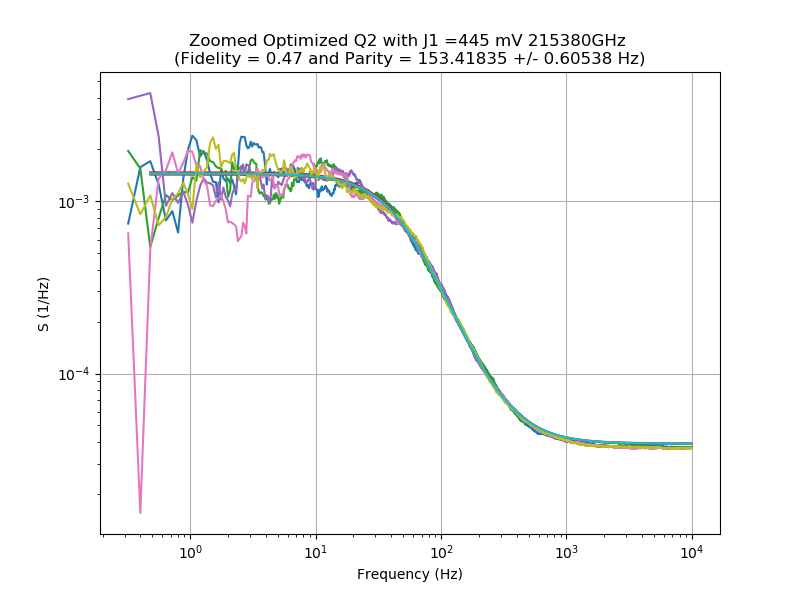 Zoomed Optimized Q2 with J1 =445 mV 215380GHz
(Fidelity = 0.47 and Parity = 153.41835 +/- 0.60538 Hz)
S (1/Hz)
10⁻³
10⁻⁴
10⁰ 10¹ 10² 10³ 10⁴
Frequency (Hz)